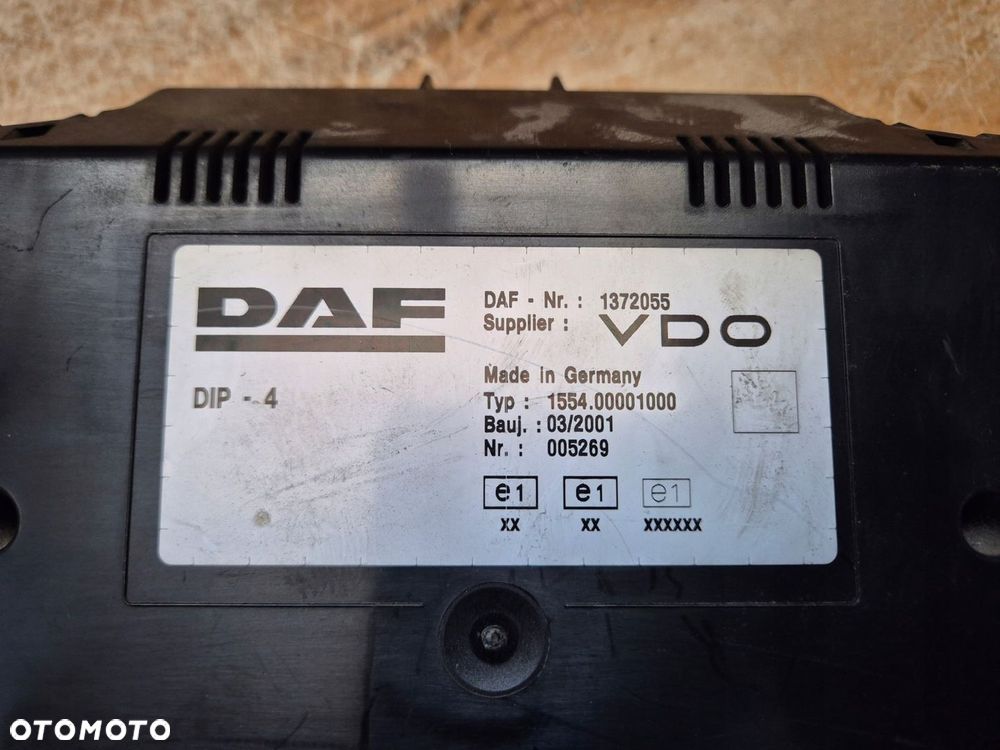 DAF
DIP - 4
DAF - Nr. : 1372055
Supplier : VDO
Made in Germany
Typ : 1554.00001000
Bauj. : 03/2001
Nr. : 005269
e1 e1 e1
xx xx xxxxxx
OTOMOTO